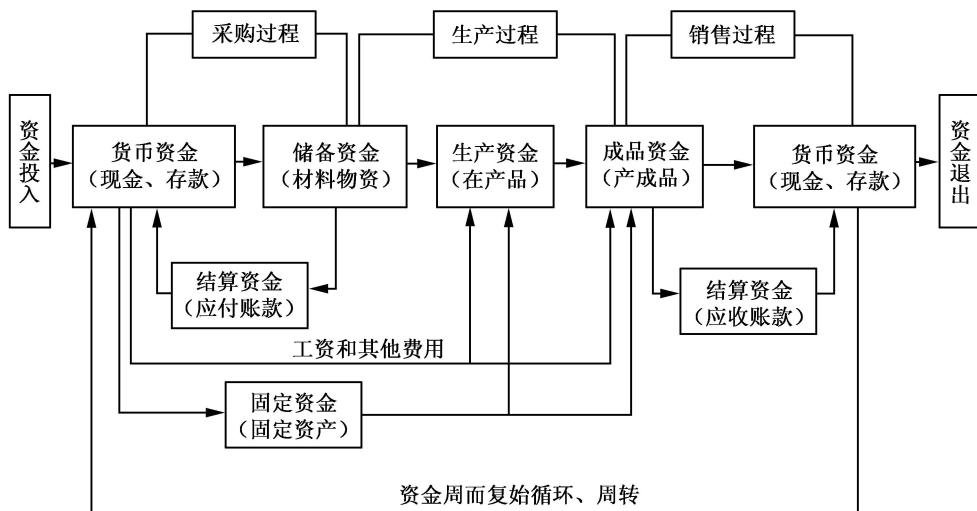 采购过程
生产过程
销售过程
资金投入
货币资金
（现金、存款）
储备资金
（材料物资）
生产资金
（在产品）
成品资金
（产成品）
货币资金
（现金、存款）
资金退出
结算资金
（应付账款）
结算资金
（应收账款）
工资和其他费用
固定资金
（固定资产）
资金周而复始循环、周转